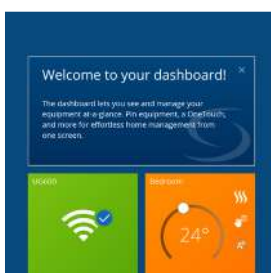 Welcome to your dashboard!
The dashboard lets you see and manage your
equipment at-a-glance. Pin equipment, a OneTouch,
and more for effortless home management from
one screen.
UG600
Bedroom
24°